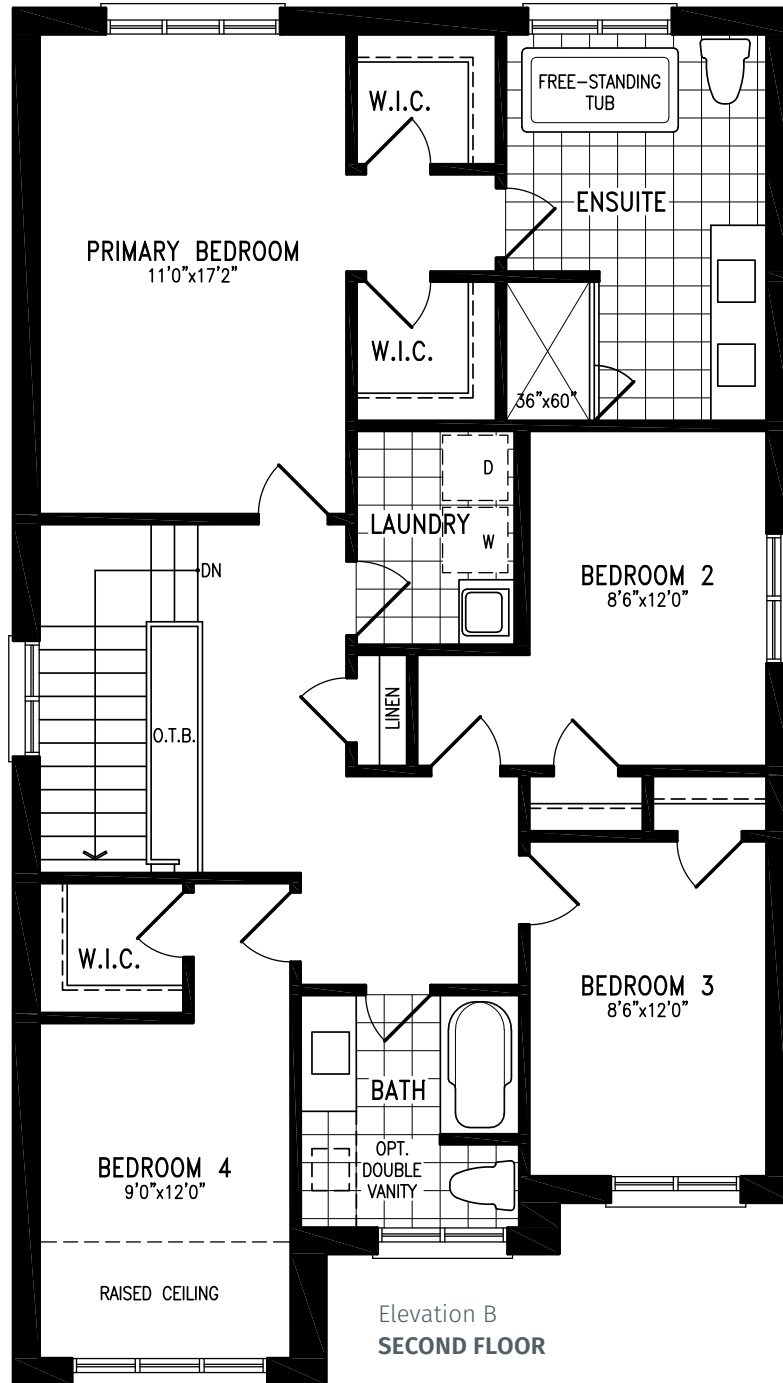 W.I.C.
FREE-STANDING
TUB
ENSUITE
PRIMARY BEDROOM
11'0"x17'2"
W.I.C.
36"x60"
D
LAUNDRY
W
DN
BEDROOM 2
8'6"x12'0"
LINEN
O.T.B.
W.I.C.
BEDROOM 3
8'6"x12'0"
BATH
OPT.
DOUBLE
VANITY
BEDROOM 4
9'0"x12'0"
RAISED CEILING
Elevation B
SECOND FLOOR